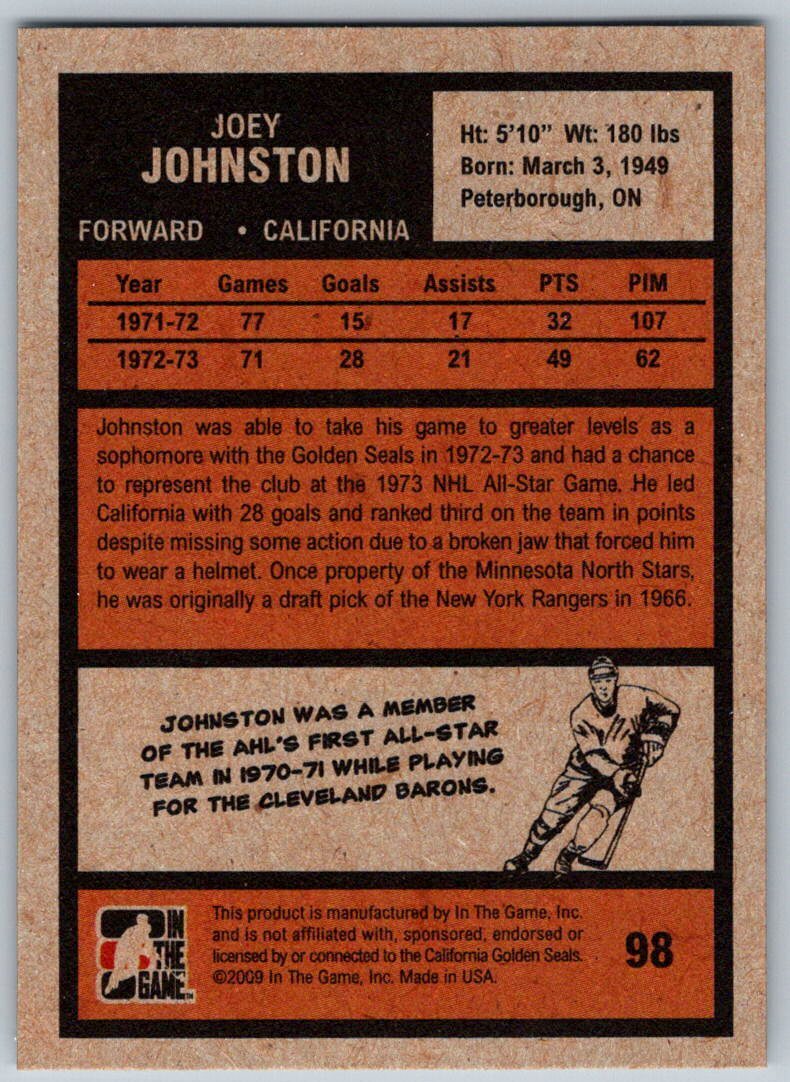 JOEY
JOHNSTON
FORWARD • CALIFORNIA
Ht: 5'10" Wt: 180 lbs
Born: March 3, 1949
Peterborough, ON
Year Games Goals Assists PTS PIM
1971-72 77 15 17 32 107
1972-73 71 28 21 49 62
Johnston was able to take his game to greater levels as a
sophomore with the Golden Seals in 1972-73 and had a chance
to represent the club at the 1973 NHL All-Star Game. He led
California with 28 goals and ranked third on the team in points
despite missing some action due to a broken jaw that forced him
to wear a helmet. Once property of the Minnesota North Stars,
he was originally a draft pick of the New York Rangers in 1966.
JOHNSTON WAS A MEMBER
OF THE AHL'S FIRST ALL-STAR
TEAM IN 1970-71 WHILE PLAYING
FOR THE CLEVELAND BARONS.
IN
THE
GAME™
This product is manufactured by In The Game, Inc.
and is not affiliated with, sponsored, endorsed or
licensed by or connected to the California Golden Seals.
©2009 In The Game, Inc. Made in USA.
98